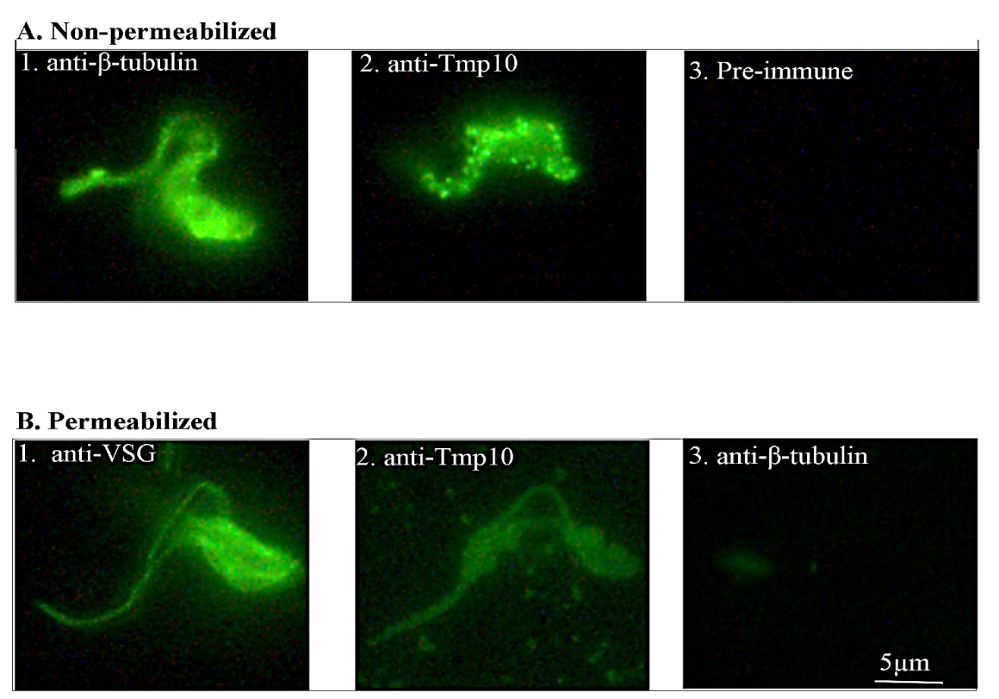 A. Non-permeabilized
1. anti-β-tubulin
2. anti-Tmp10
3. Pre-immune
B. Permeabilized
1. anti-VSG
2. anti-Tmp10
3. anti-β-tubulin
5μm